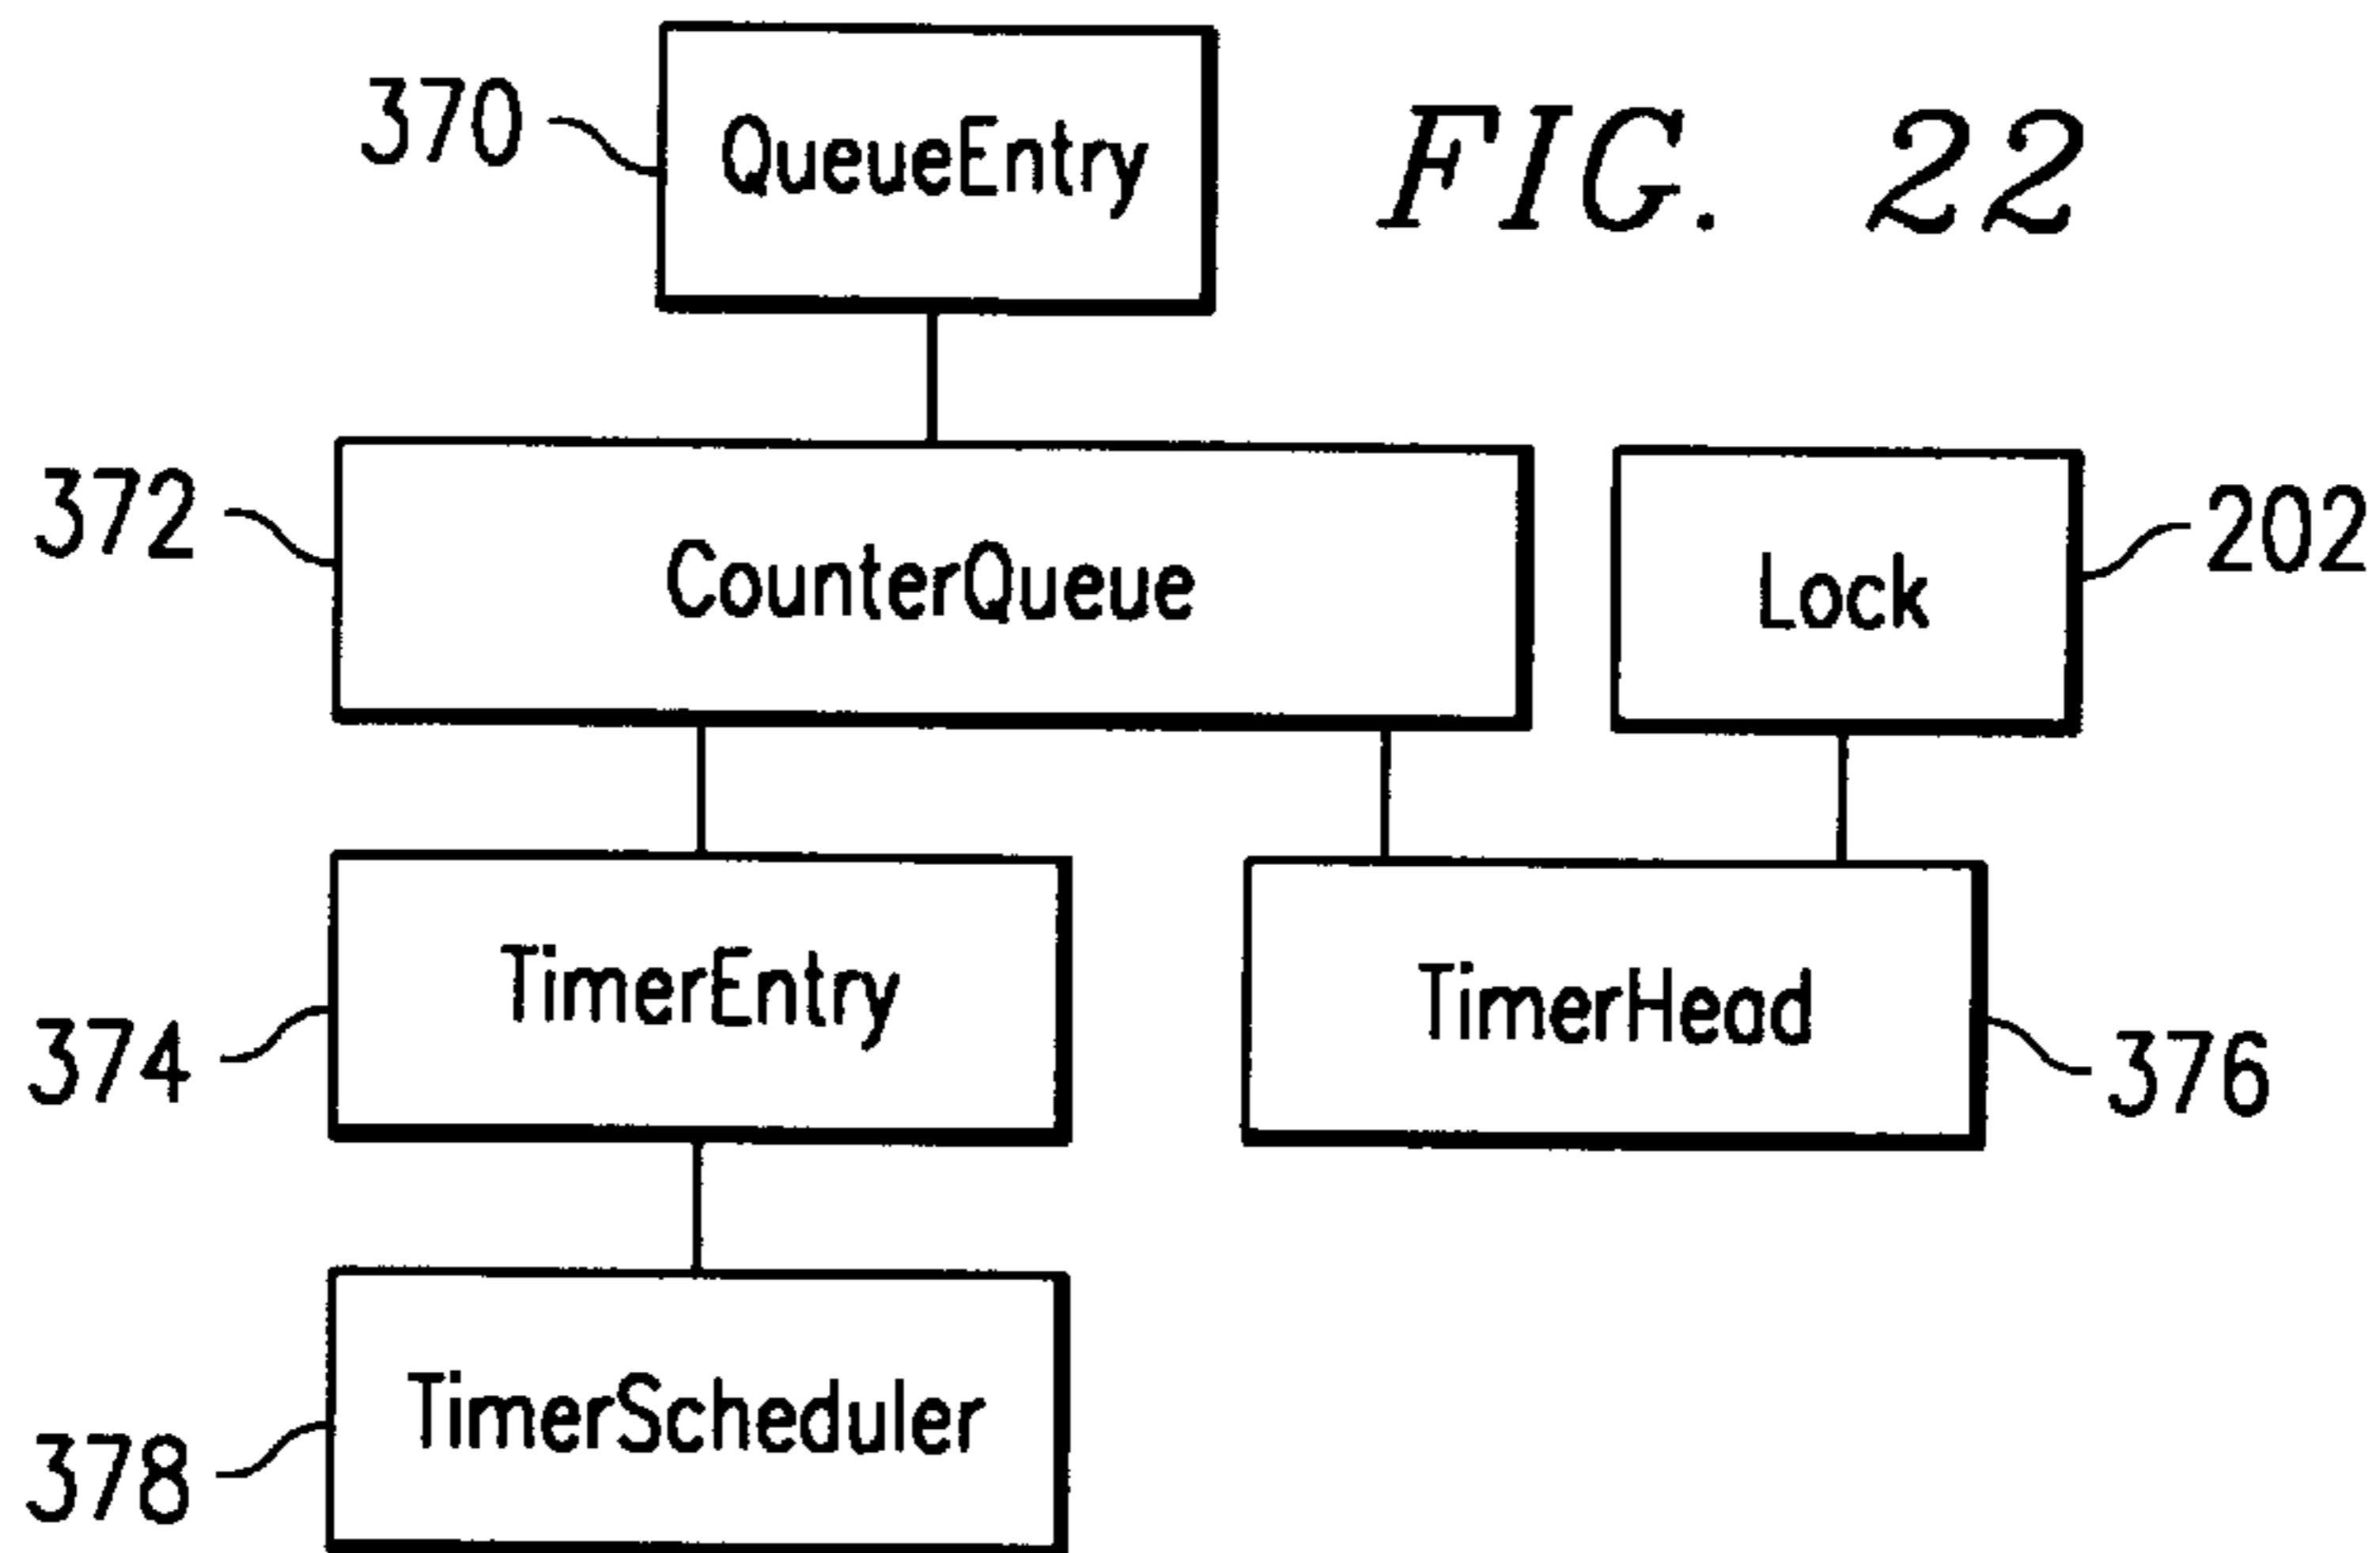 370
QueueEntry
FIG. 22
372
CounterQueue
Lock
202
TimerEntry
TimerHead
374
376
TimerScheduler
378